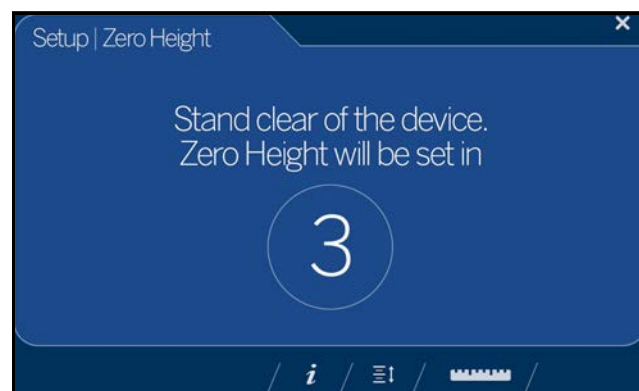 Setup | Zero Height
Stand clear of the device.
Zero Height will be set in
3
i